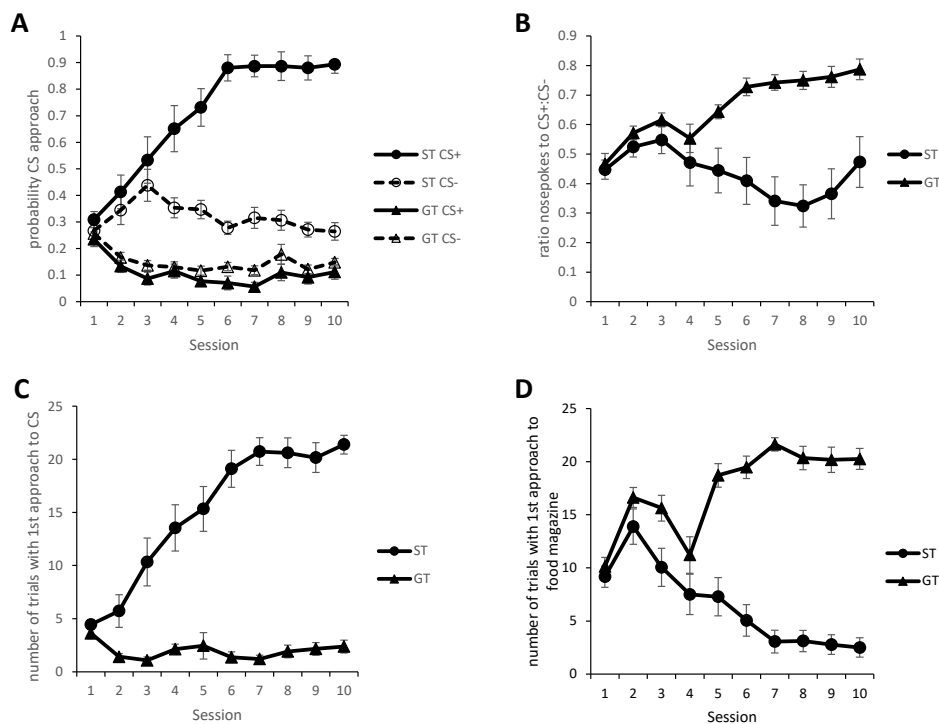 A
probability CS approach
1
0.9
0.8
0.7
0.6
0.5
0.4
0.3
0.2
0.1
0
1 2 3 4 5 6 7 8 9 10
Session
ST CS+
ST CS-
GT CS+
GT CS-
B
ratio nosespokes to CS+:CS-
0.9
0.8
0.7
0.6
0.5
0.4
0.3
0.2
0.1
0
1 2 3 4 5 6 7 8 9 10
Session
ST
GT
C
number of trials with 1st approach to CS
25
20
15
10
5
0
1 2 3 4 5 6 7 8 9 10
Session
ST
GT
D
number of trials with 1st approach to
food magazine
25
20
15
10
5
0
1 2 3 4 5 6 7 8 9 10
Session
ST
GT